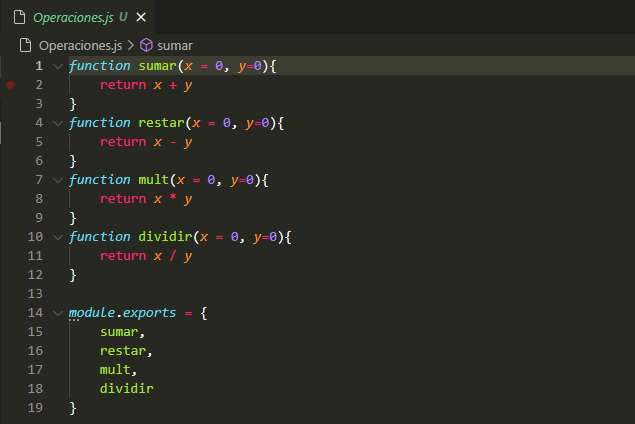 Operaciones.js U ×
Operaciones.js > sumar
1 function sumar(x = 0, y=0){
2     return x + y
3 }
4 function restar(x = 0, y=0){
5     return x - y
6 }
7 function mult(x = 0, y=0){
8     return x * y
9 }
10 function dividir(x = 0, y=0){
11     return x / y
12 }
13
14 module.exports = {
15     sumar,
16     restar,
17     mult,
18     dividir
19 }